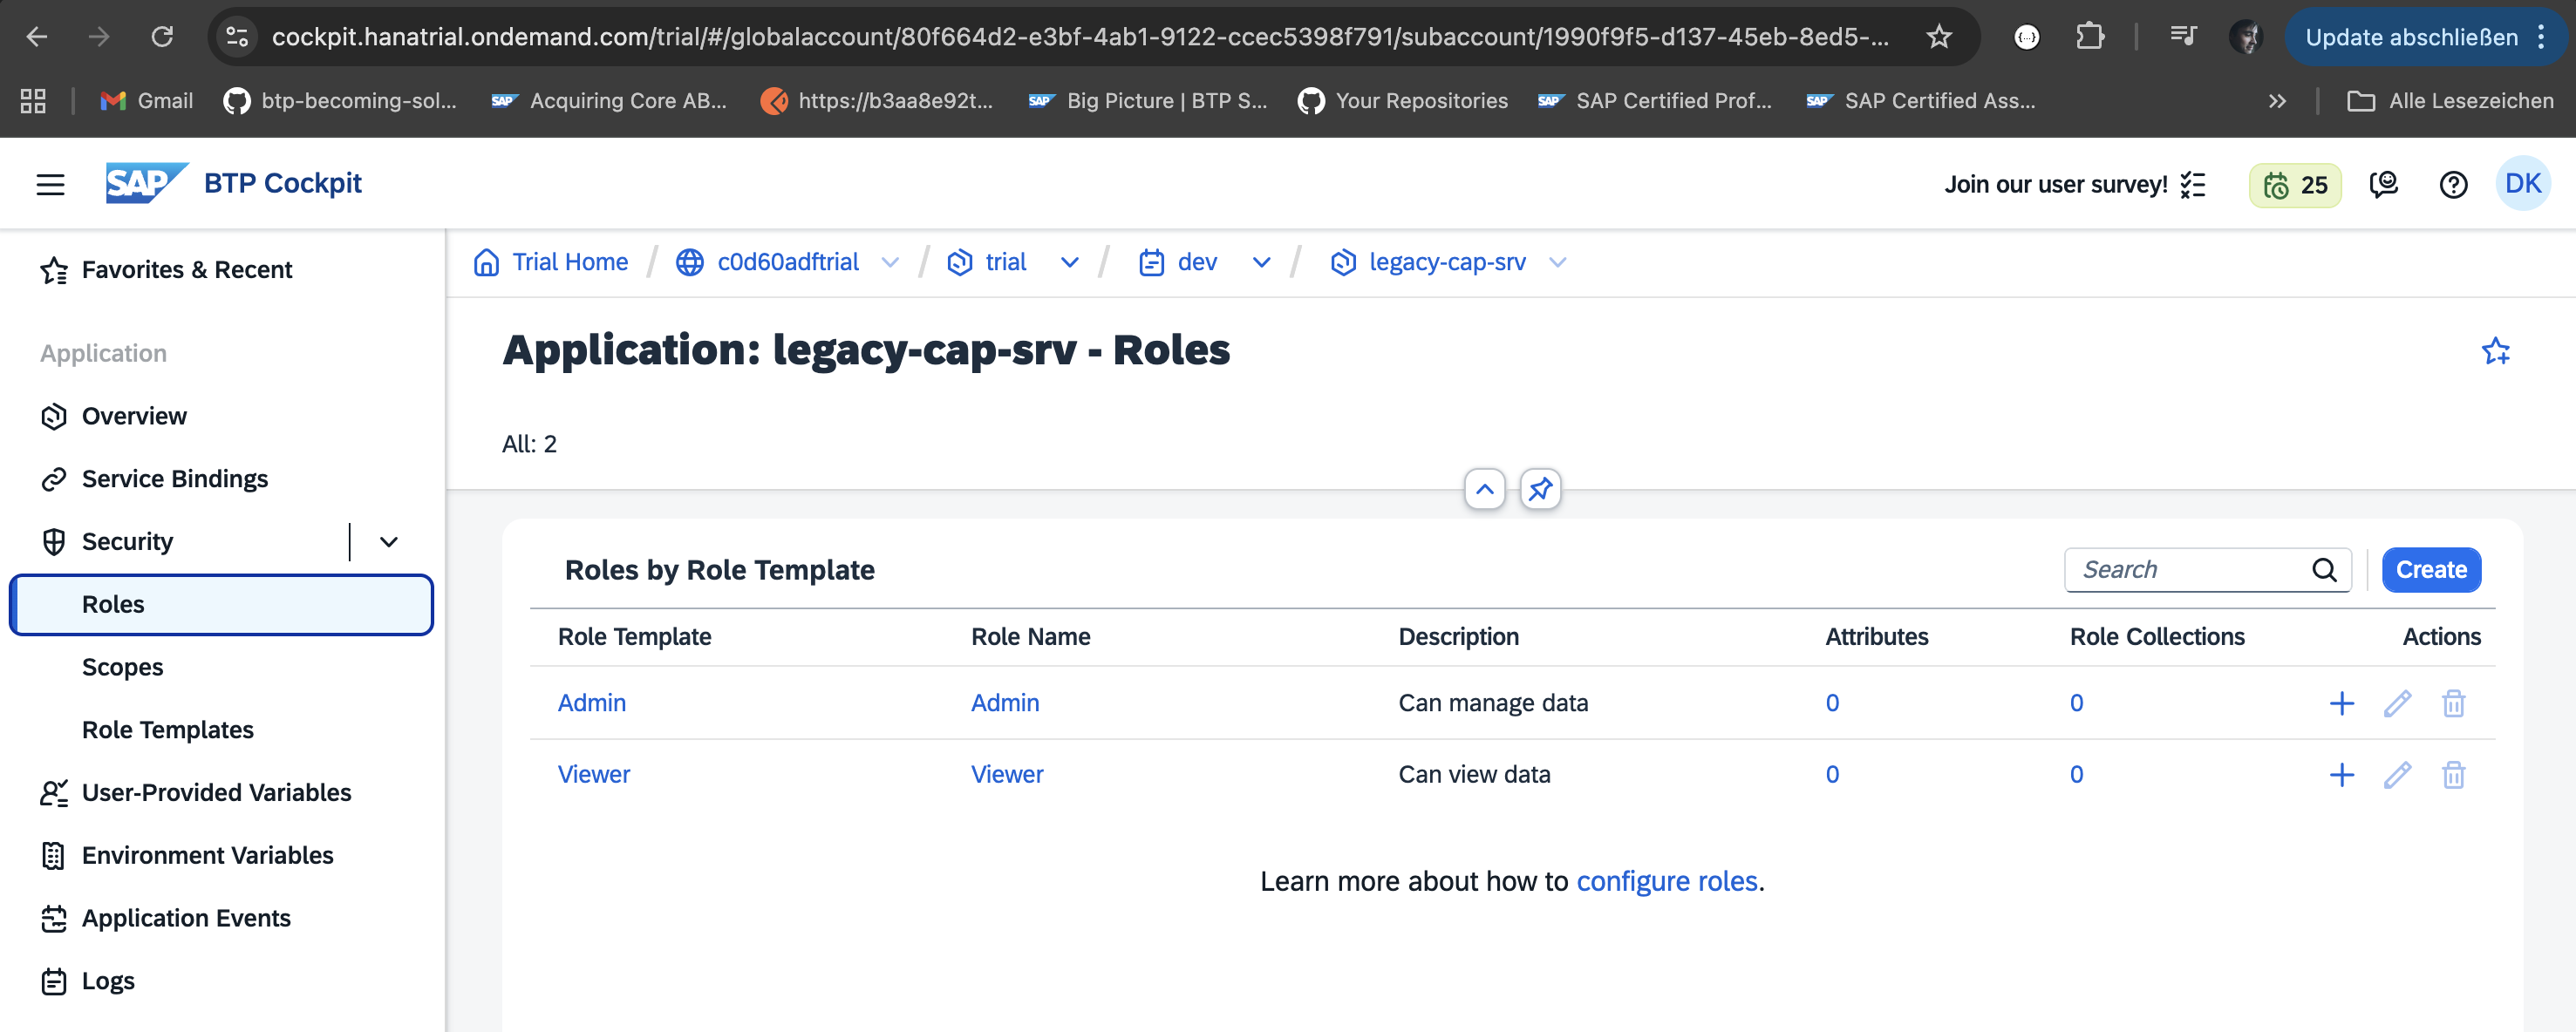 cockpit.hanatrial.ondemand.com/trial/#/globalaccount/80f664d2-e3bf-4ab1-9122-ccec5398f791/subaccount/1990f9f5-d137-45eb-8ed5-...
Update abschließen
Gmail
btp-becoming-sol...
SAP Acquiring Core AB...
https://b3aa8e92t...
SAP Big Picture | BTP S...
Your Repositories
SAP SAP Certified Prof...
SAP SAP Certified Ass...
Alle Lesezeichen
SAP BTP Cockpit
Join our user survey!
25
DK
Favorites & Recent
Application
Overview
Service Bindings
Security
Roles
Scopes
Role Templates
User-Provided Variables
Environment Variables
Application Events
Logs
Trial Home / c0d60adftrial / trial / dev / legacy-cap-srv
Application: legacy-cap-srv - Roles
All: 2
Roles by Role Template
Search
Create
Role Template Role Name Description Attributes Role Collections Actions
Admin Admin Can manage data 0 0
Viewer Viewer Can view data 0 0
Learn more about how to configure roles.